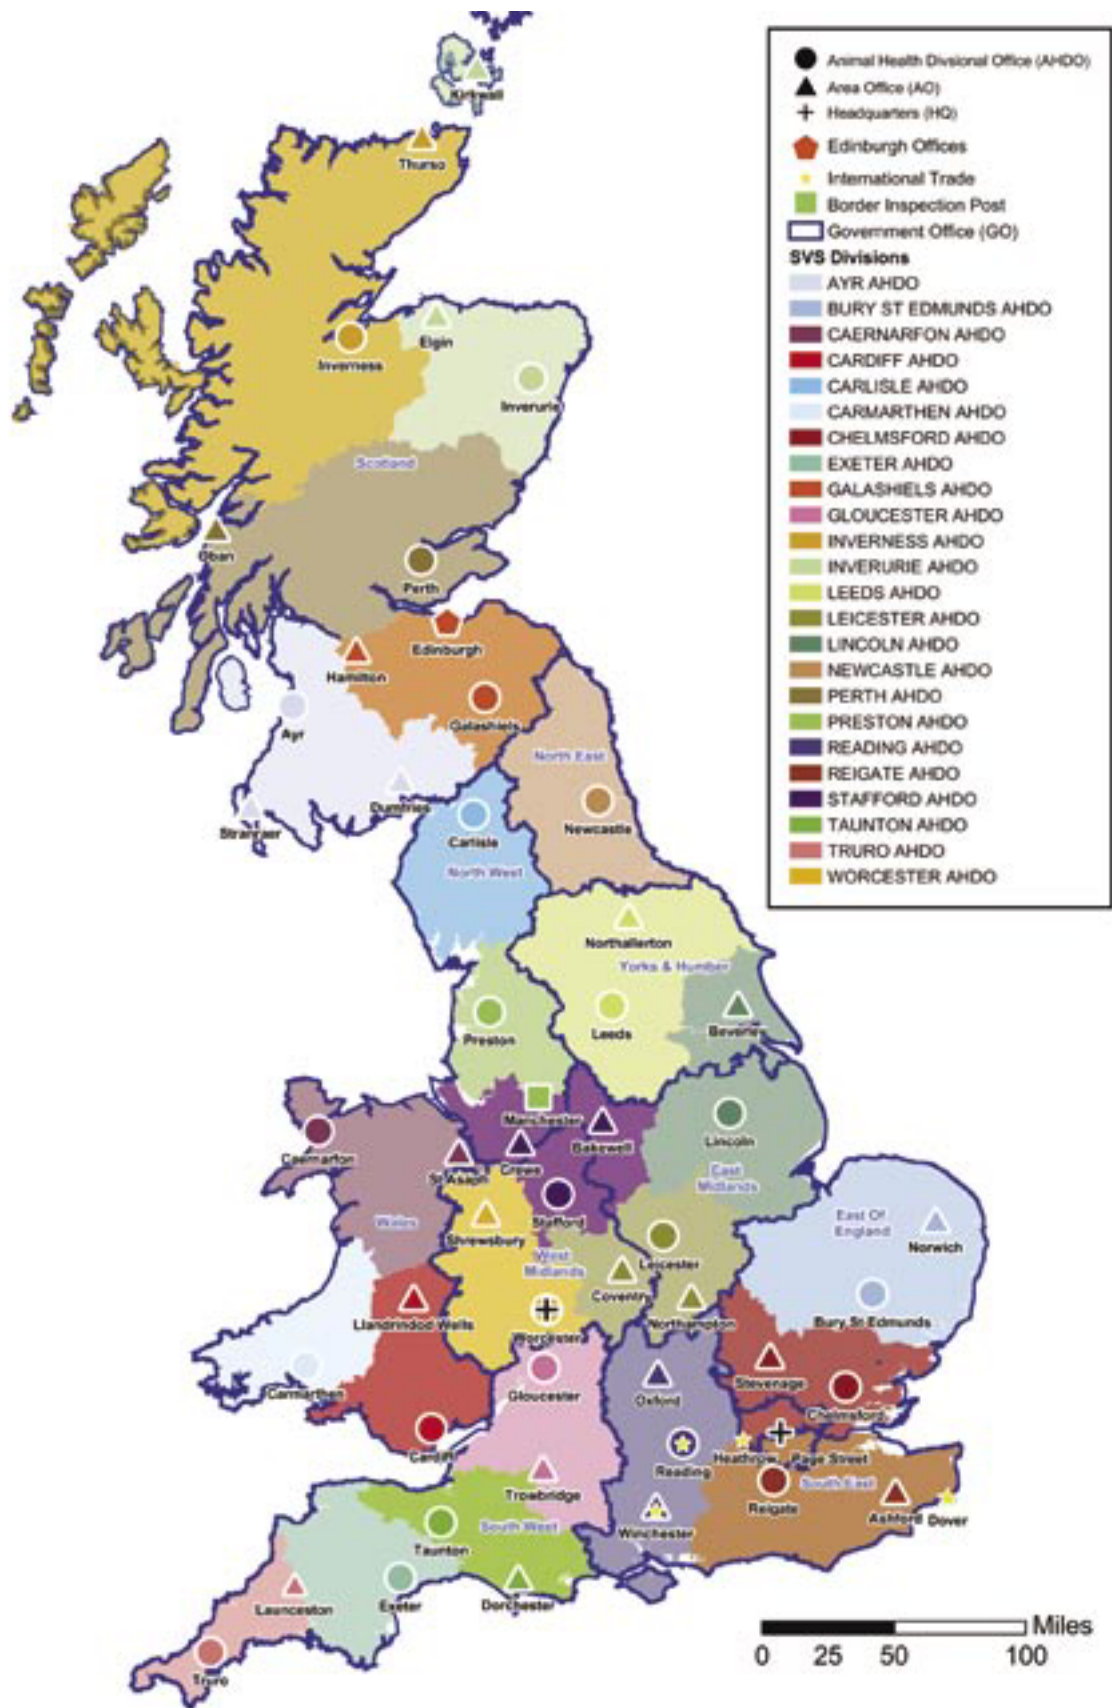 Kirkwall
Thurso
Elgin
Inverness
Inverurie
Scotland
Oban
Perth
Edinburgh
Hamilton
Galashiels
Ayr
North East
Dumfries
Stranraer
Newcastle
Carlisle
North West
Northallerton
Yorks & Humber
Preston
Leeds
Beverley
Manchester
Lincoln
Bakewell
Caernarfon
Crewe
St Asaph
East
Midlands
Wales
Stafford
Shrewsbury
East Of
England
Norwich
West
Midlands
Leicester
Coventry
Northampton
Bury St Edmunds
Llandrindod Wells
Worcester
Gloucester
Oxford
Stevenage
Carmarthen
Chelmsford
Cardiff
Reading
Heathrow
Page Street
South East
Trowbridge
Reigate
Ashford
Dover
South West
Winchester
Taunton
Launceston
Exeter
Dorchester
Truro
Animal Health Divisional Office (AHDO)
Area Office (AO)
Headquarters (HQ)
Edinburgh Offices
International Trade
Border Inspection Post
Government Office (GO)
SVS Divisions
AYR AHDO
BURY ST EDMUNDS AHDO
CAERNARFON AHDO
CARDIFF AHDO
CARLISLE AHDO
CARMARTHEN AHDO
CHELMSFORD AHDO
EXETER AHDO
GALASHIELS AHDO
GLOUCESTER AHDO
INVERNESS AHDO
INVERURIE AHDO
LEEDS AHDO
LEICESTER AHDO
LINCOLN AHDO
NEWCASTLE AHDO
PERTH AHDO
PRESTON AHDO
READING AHDO
REIGATE AHDO
STAFFORD AHDO
TAUNTON AHDO
TRURO AHDO
WORCESTER AHDO
Miles
0 25 50 100